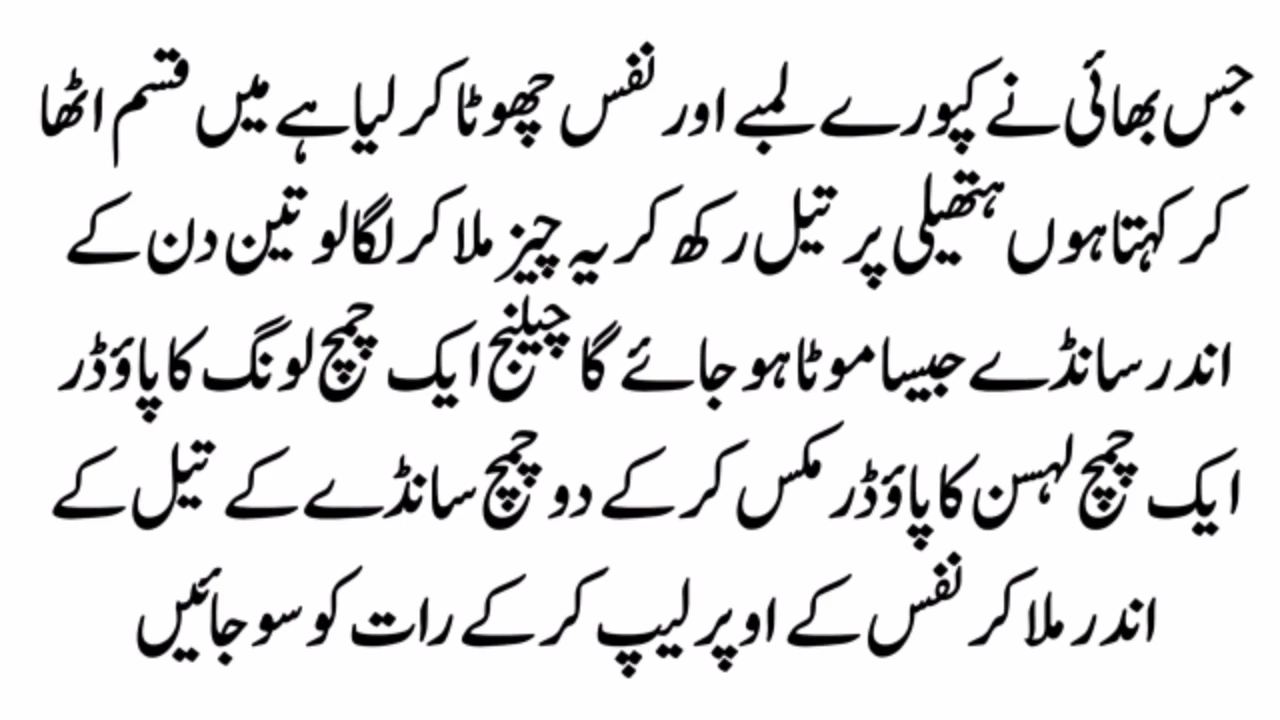 جس بھائی نے کپورے لمبے اور نفس چھوٹا کر لیا ہے میں قسم اٹھا
کر کہتا ہوں ہتھیلی پر تیل رکھ کر یہ چیز ملا کر لگا لو تین دن کے
اندر سانڈے جیسا موٹا ہو جائے گا چیلنج ایک چمچ لونگ کا پاؤڈر
ایک چمچ لہسن کا پاؤڈر مکس کر کے دو چمچ سانڈے کے تیل کے
اندر ملا کر نفس کے اوپر لیپ کر کے رات کو سو جائیں